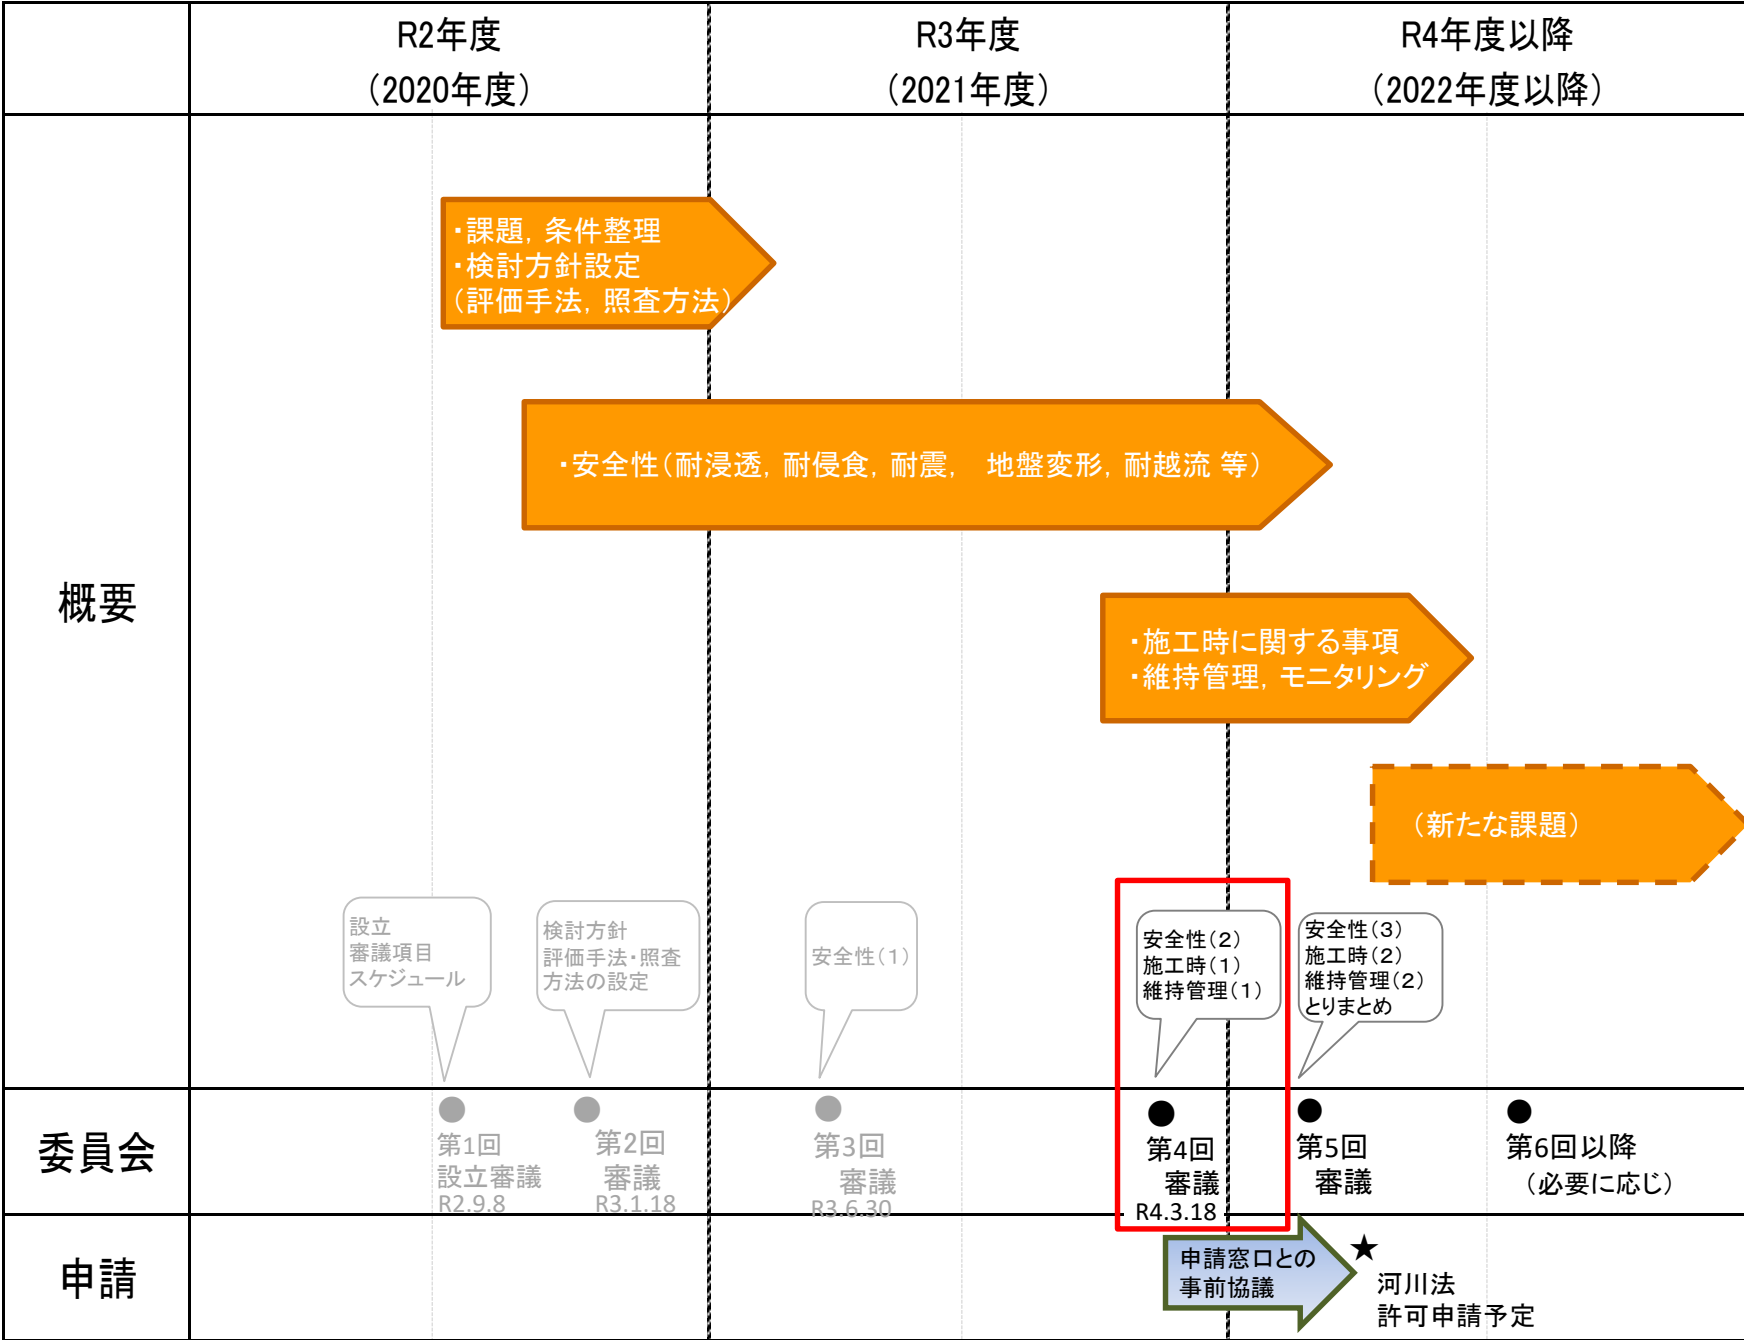 R2年度
（2020年度）
R3年度
（2021年度）
R4年度以降
（2022年度以降）
概要
・課題, 条件整理
・検討方針設定
（評価手法, 照査方法）
・安全性（耐浸透, 耐侵食, 耐震,　地盤変形, 耐越流 等）
・施工時に関する事項
・維持管理, モニタリング
（新たな課題）
設立
審議項目
スケジュール
検討方針
評価手法・照査
方法の設定
安全性（1）
安全性（2）
施工時（1）
維持管理（1）
安全性（3）
施工時（2）
維持管理（2）
とりまとめ
委員会
第1回
設立審議
R2.9.8
第2回
審議
R3.1.18
第3回
審議
R3.6.30
第4回
審議
R4.3.18
第5回
審議
第6回以降
（必要に応じ）
申請
申請窓口との
事前協議
★
河川法
許可申請予定